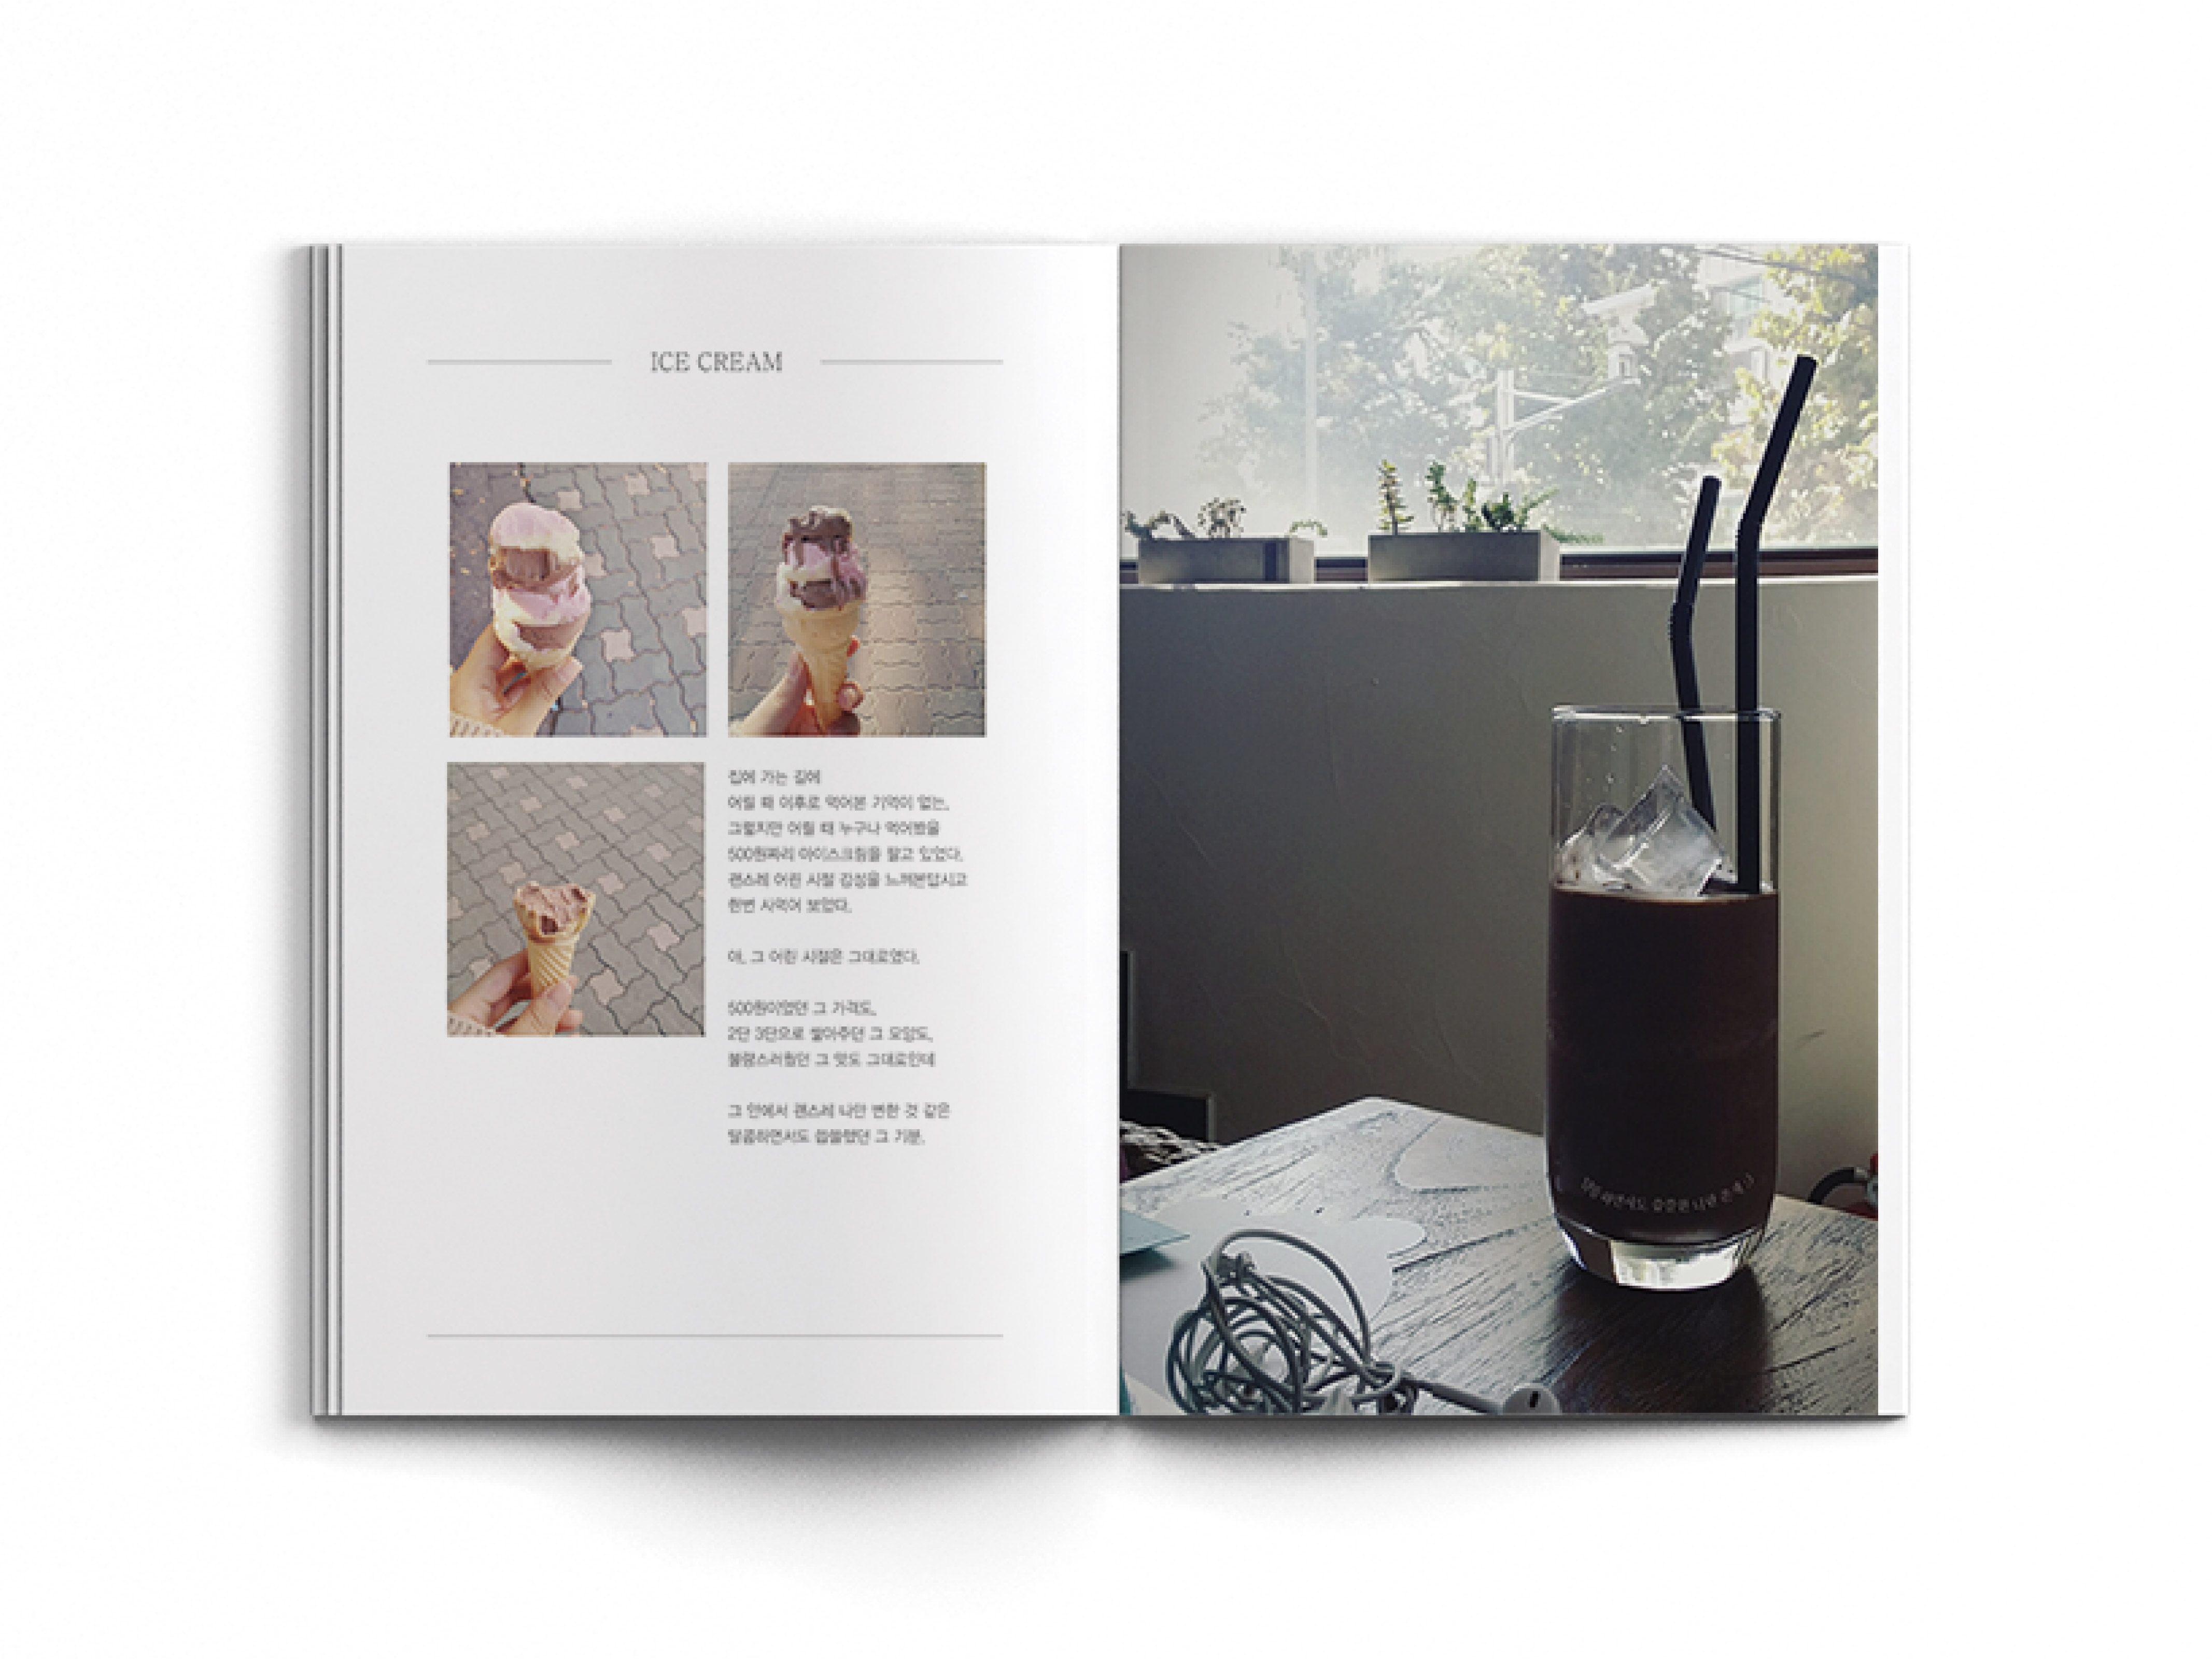 ICE CREAM
집에 가는 길에
어릴 때 이후로 먹어본 기억이 없는,
그렇지만 어릴 때 누구나 먹어봤을
500원짜리 아이스크림을 팔고 있었다.
괜스레 어린 시절 감성을 느껴본답시고
한번 사먹어 보았다.
아, 그 어린 시절은 그대로였다.
500원이었던 그 가격도,
2단 3단으로 쌓아주던 그 모양도,
불량스러웠던 그 맛도 그대로인데
그 안에서 괜스레 나만 변한 것 같은
달콤하면서도 씁쓸했던 그 기분.